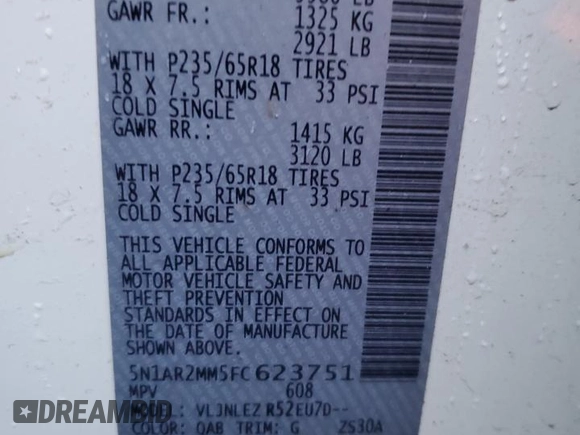 GAWR FR.: 1325 KG
2921 LB
WITH P235/65R18 TIRES
18 X 7.5 RIMS AT 33 PSI
COLD SINGLE
GAWR RR.: 1415 KG
3120 LB
WITH P235/65R18 TIRES
18 X 7.5 RIMS AT 33 PSI
COLD SINGLE
THIS VEHICLE CONFORMS TO
ALL APPLICABLE FEDERAL
MOTOR VEHICLE SAFETY AND
THEFT PREVENTION
STANDARDS IN EFFECT ON
THE DATE OF MANUFACTURE
SHOWN ABOVE.
5N1AR2MM5FC623751
MPV 608
MODEL: VLJNLEZ R52EU7D--
COLOR: QAB TRIM: G ZS30A
Bidfax